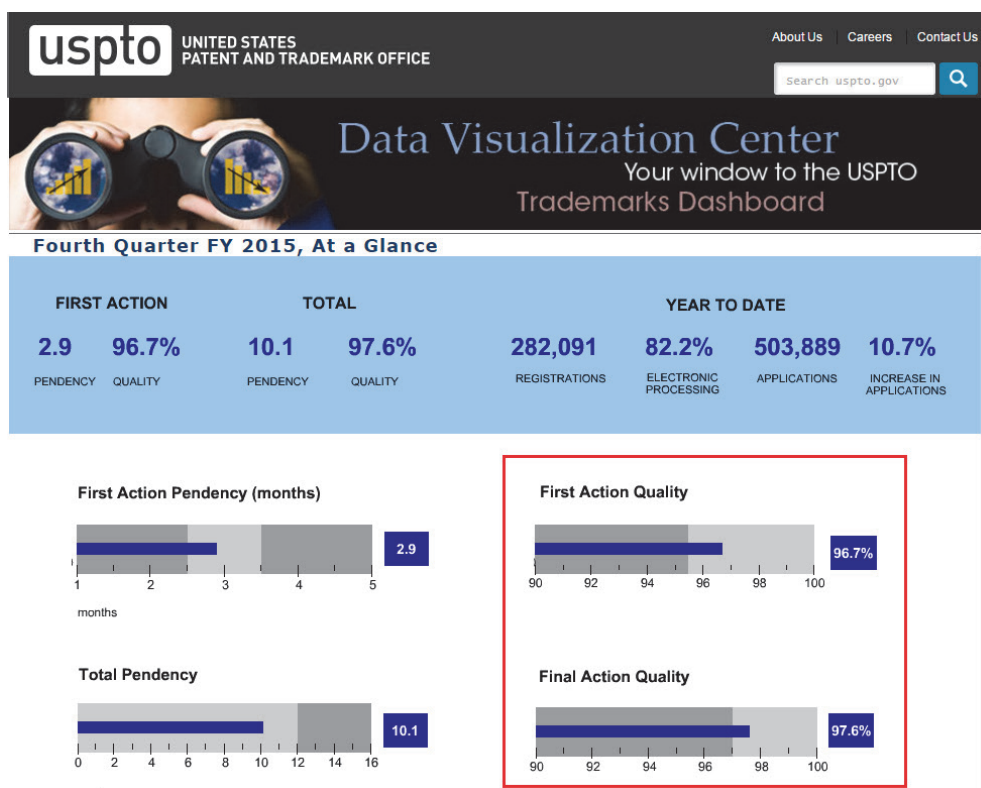 uspto UNITED STATES
PATENT AND TRADEMARK OFFICE
About Us Careers Contact Us
Search uspto.gov
Data Visualization Center
Your window to the USPTO
Trademarks Dashboard
Fourth Quarter FY 2015, At a Glance
FIRST ACTION TOTAL YEAR TO DATE
2.9 96.7% 10.1 97.6% 282,091 82.2% 503,889 10.7%
PENDENCY QUALITY PENDENCY QUALITY REGISTRATIONS ELECTRONIC PROCESSING APPLICATIONS INCREASE IN APPLICATIONS
First Action Pendency (months)
2.9
1 2 3 4 5
months
First Action Quality
96.7%
90 92 94 96 98 100
Total Pendency
10.1
0 2 4 6 8 10 12 14 16
Final Action Quality
97.6%
90 92 94 96 98 100